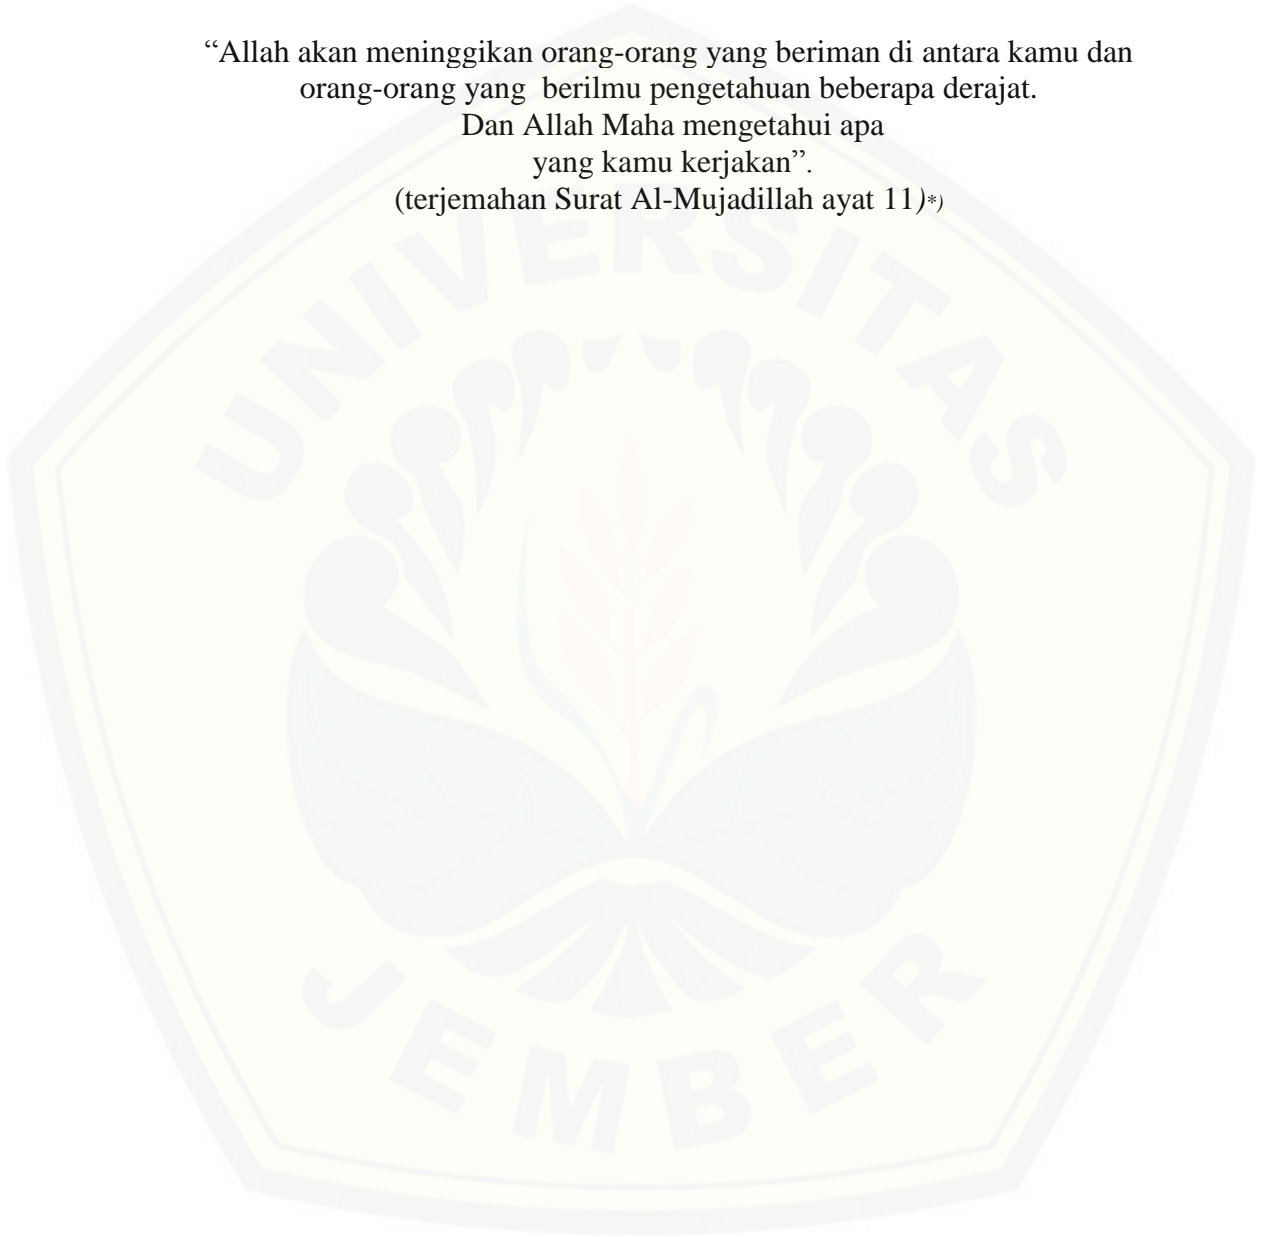 “Allah akan meninggikan orang-orang yang beriman di antara kamu dan
orang-orang yang  berilmu pengetahuan beberapa derajat.
Dan Allah Maha mengetahui apa
yang kamu kerjakan”.
(terjemahan Surat Al-Mujadillah ayat 11)*)
UNIVERSITAS
JEMBER